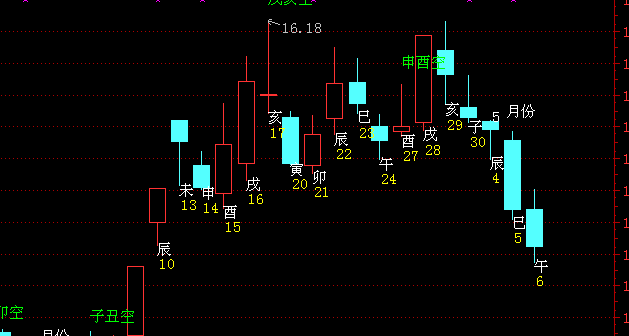 戊亥空
16.18
申酉空
亥
17
巳
23
亥
29
子
30
5 月份
辰
22
酉
27
戌
28
寅
20
卯
21
午
24
辰
4
未
13
申
14
戌
16
酉
15
巳
5
辰
10
午
6
卯空
子丑空
月份